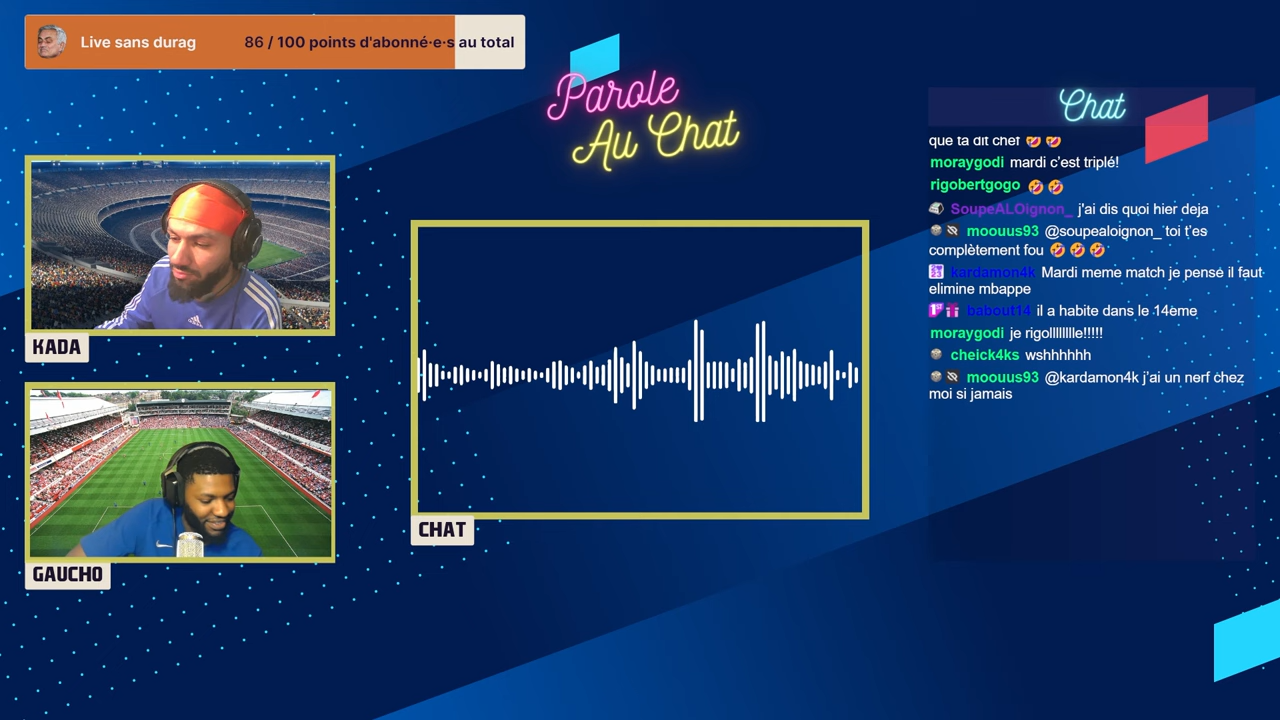 Live sans durag
86 / 100 points d'abonné·e·s au total
Parole
Au Chat
KADA
GAUCHO
CHAT
Chat
que ta dit chef 🤣 🤣
moraygodi mardi c'est triplé!
rigobertgogo 🤣 🤣
SoupeALOignon_ j'ai dis quoi hier deja
moouus93 @soupealoignon_ toi t'es
complètement fou 🤣 🤣 🤣
kardamon4k Mardi meme match je pense il faut
elimine mbappe
babout14 il a habite dans le 14ème
moraygodi je rigolllllllle!!!!!
cheick4ks wshhhhhh
moouus93 @kardamon4k j'ai un nerf chez
moi si jamais